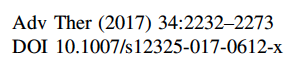 Adv Ther (2017) 34:2232–2273
DOI 10.1007/s12325-017-0612-x